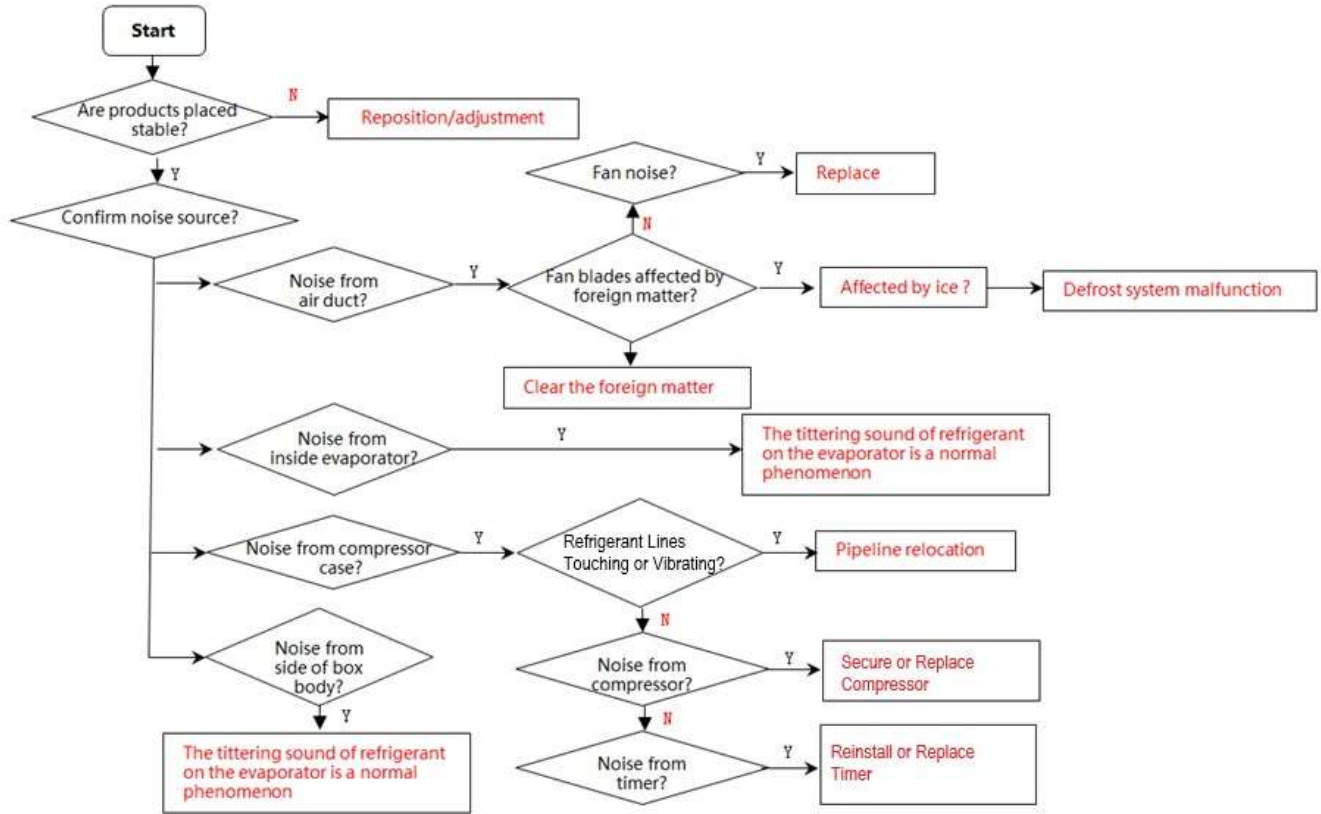 Start
Are products placed
stable?
N
Reposition/adjustment
Y
Confirm noise source?
Fan noise?
Y
Replace
N
Noise from
air duct?
Y
Fan blades affected by
foreign matter?
Y
Affected by ice ?
Defrost system malfunction
Clear the foreign matter
Noise from
inside evaporator?
Y
The tittering sound of refrigerant
on the evaporator is a normal
phenomenon
Noise from compressor
case?
Y
Refrigerant Lines
Touching or Vibrating?
Y
Pipeline relocation
N
Noise from
side of box
body?
Y
The tittering sound of refrigerant
on the evaporator is a normal
phenomenon
Noise from
compressor?
Y
Secure or Replace
Compressor
N
Noise from
timer?
Y
Reinstall or Replace
Timer